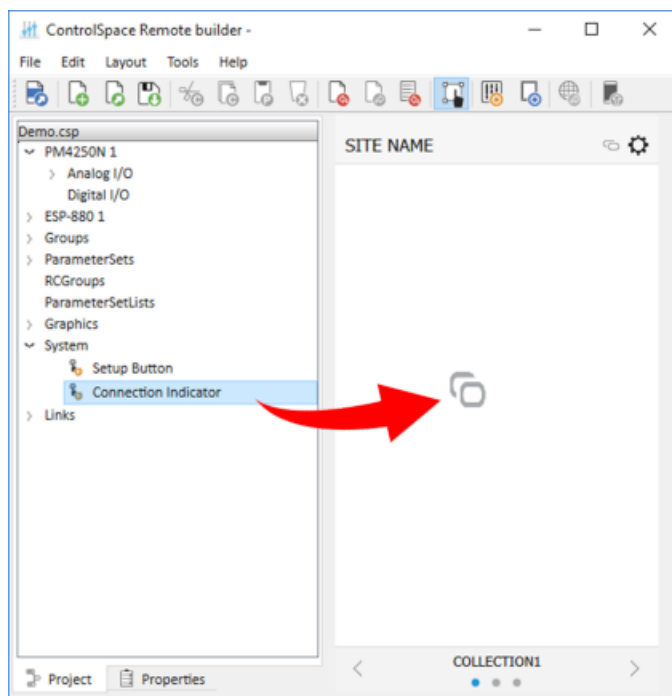 ControlSpace Remote builder -
File Edit Layout Tools Help
Demo.csp
PM4250N 1
Analog I/O
Digital I/O
ESP-880 1
Groups
ParameterSets
RCGroups
ParameterSetLists
Graphics
System
Setup Button
Connection Indicator
Links
Project Properties
SITE NAME
COLLECTION1